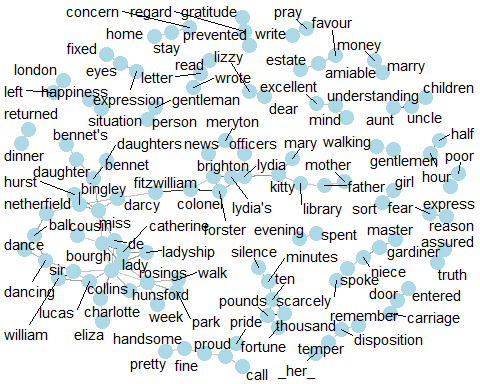 concern regard gratitude pray
home prevented write favour
fixed stay money
lizzy
eyes read estate amiable marry
london letter wrote
left happiness excellent understanding children
expression gentleman
returned situation person meryton dear mind aunt uncle
bennet's news officers mary walking half
dinner daughters
daughter bennet brighton lydia mother gentlemen poor
hurst bingley fitzwilliam kitty father girl hour
netherfield darcy colonel lydia's library sort fear express
ball cousin miss catherine forster evening spent master reason
dance de ladyship silence minutes gardiner assured
bourgh lady
sir rosings walk ten niece truth
dancing collins hunsford pounds scarcely spoke door entered
lucas charlotte week park pride thousand remember carriage
william eliza handsome proud fortune disposition
pretty fine call _her_ temper